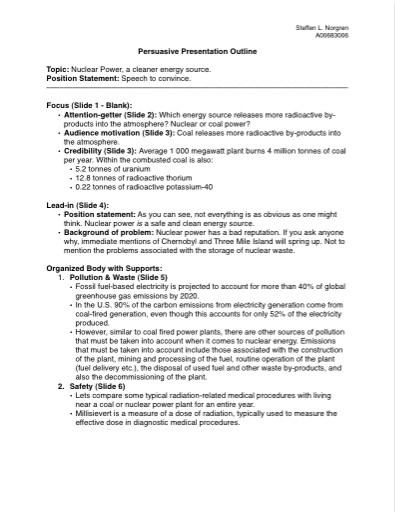 Steffen L. Norgren
A00683006
Persuasive Presentation Outline
Topic: Nuclear Power, a cleaner energy source.
Position Statement: Speech to convince.
Focus (Slide 1 - Blank):
• Attention-getter (Slide 2): Which energy source releases more radioactive by-
products into the atmosphere? Nuclear or coal power?
• Audience motivation (Slide 3): Coal releases more radioactive by-products into
the atmosphere.
• Credibility (Slide 3): Average 1 000 megawatt plant burns 4 million tonnes of coal
per year. Within the combusted coal is also:
• 5.2 tonnes of uranium
• 12.8 tonnes of radioactive thorium
• 0.22 tonnes of radioactive potassium-40
Lead-in (Slide 4):
• Position statement: As you can see, not everything is as obvious as one might
think. Nuclear power is a safe and clean energy source.
• Background of problem: Nuclear power has a bad reputation. If you ask anyone
why, immediate mentions of Chernobyl and Three Mile Island will spring up. Not to
mention the problems associated with the storage of nuclear waste.
Organized Body with Supports:
1. Pollution & Waste (Slide 5)
• Fossil fuel-based electricity is projected to account for more than 40% of global
greenhouse gas emissions by 2020.
• In the U.S. 90% of the carbon emissions from electricity generation come from
coal-fired generation, even though this accounts for only 52% of the electricity
produced.
• However, similar to coal fired power plants, there are other sources of pollution
that must be taken into account when it comes to nuclear energy. Emissions
that must be taken into account include those associated with the construction
of the plant, mining and processing of the fuel, routine operation of the plant
(fuel delivery etc.), the disposal of used fuel and other waste by-products, and
also the decommissioning of the plant.
2. Safety (Slide 6)
• Lets compare some typical radiation-related medical procedures with living
near a coal or nuclear power plant for an entire year.
• Millisievert is a measure of a dose of radiation, typically used to measure the
effective dose in diagnostic medical procedures.